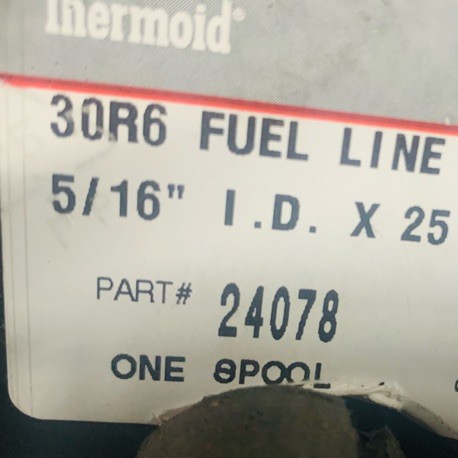 Thermoid®
30R6 FUEL LINE
5/16" I.D. X 25
PART# 24078
ONE SPOOL